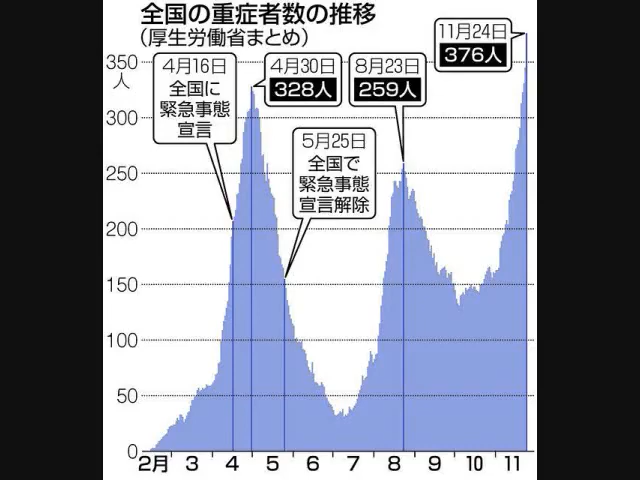 全国の重症者数の推移
(厚生労働省まとめ)
11月24日
376人
4月16日
全国に
緊急事態
宣言
4月30日
328人
8月23日
259人
5月25日
全国で
緊急事態
宣言解除
350
人
300
250
200
150
100
50
0
2月 3 4 5 6 7 8 9 10 11